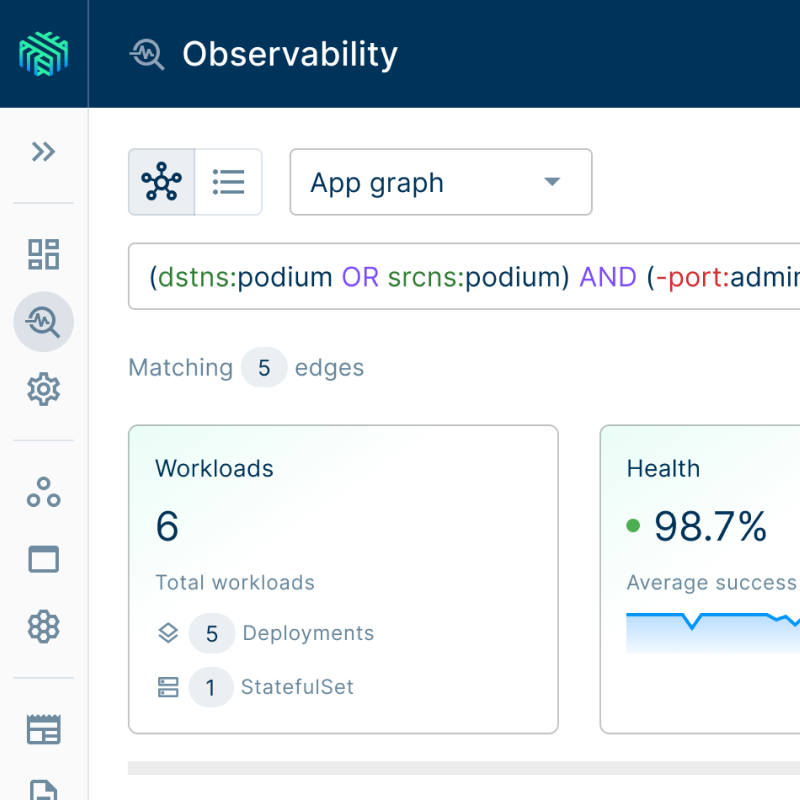 Observability
App graph
(dstns:podium OR srcns:podium) AND (-port:admin
Matching 5 edges
Workloads
6
Total workloads
5 Deployments
1 StatefulSet
Health
98.7%
Average success